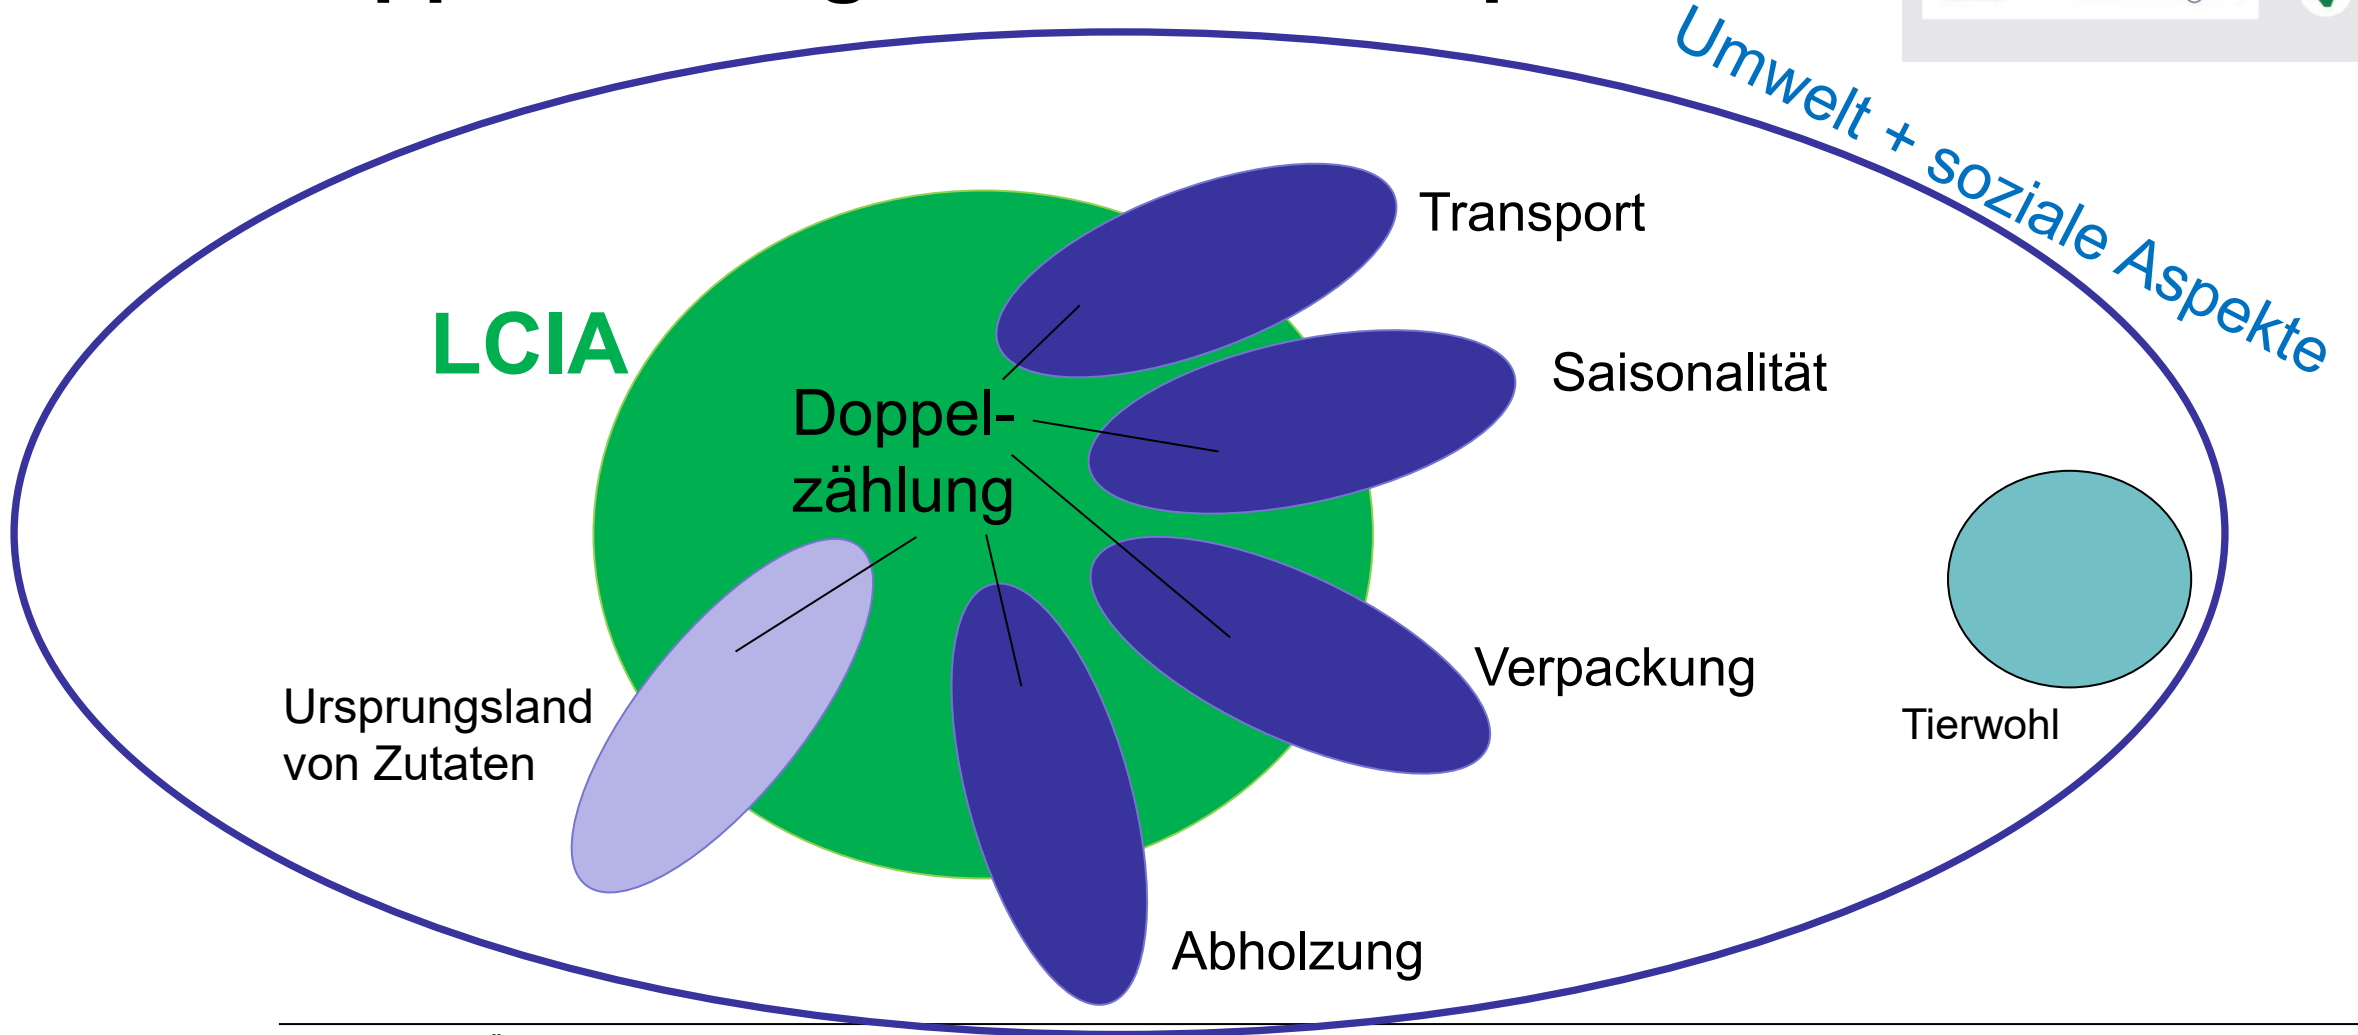 Umwelt + soziale Aspekte
Transport
LCIA
Saisonalität
Doppel-
zählung
Verpackung
Ursprungsland
von Zutaten
Tierwohl
Abholzung